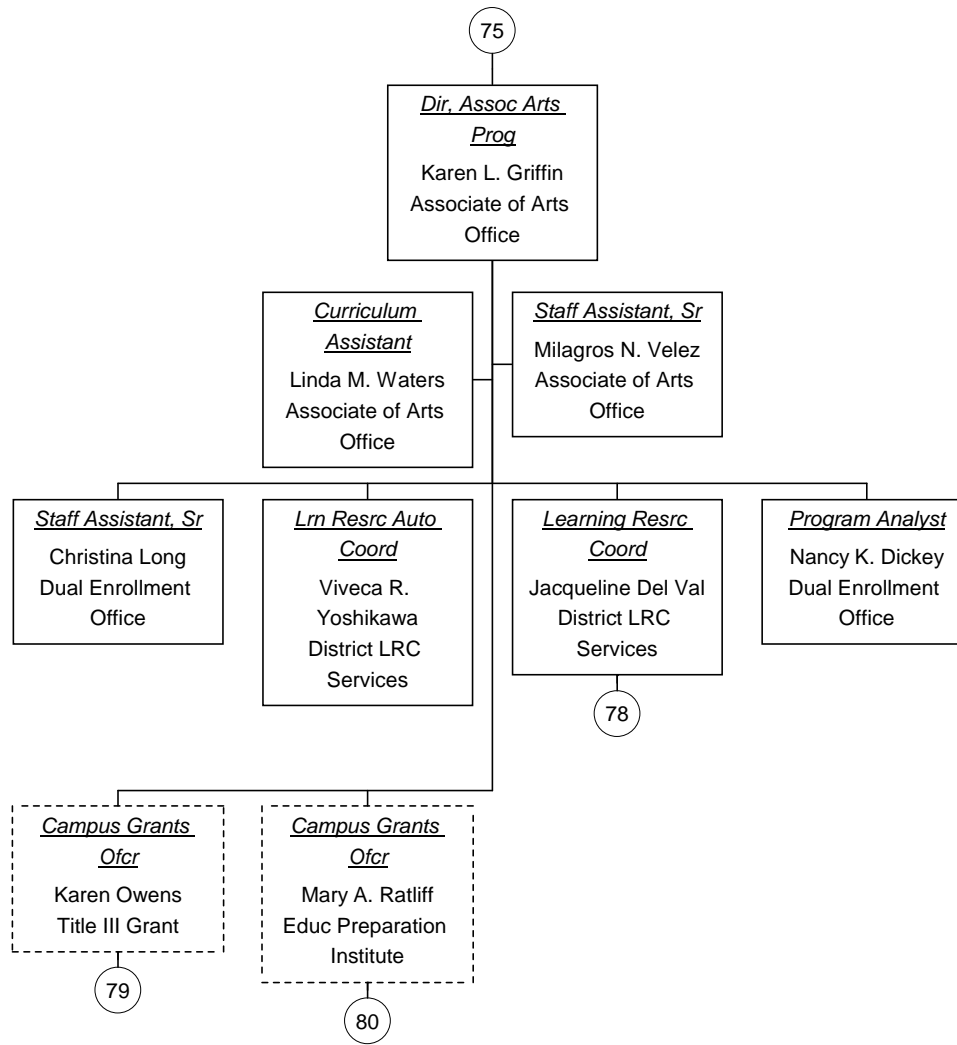 75
Dir, Assoc Arts
Prog
Karen L. Griffin
Associate of Arts
Office
Curriculum
Assistant
Linda M. Waters
Associate of Arts
Office
Staff Assistant, Sr
Milagros N. Velez
Associate of Arts
Office
Staff Assistant, Sr
Christina Long
Dual Enrollment
Office
Lrn Resrc Auto
Coord
Viveca R.
Yoshikawa
District LRC
Services
Learning Resrc
Coord
Jacqueline Del Val
District LRC
Services
78
Program Analyst
Nancy K. Dickey
Dual Enrollment
Office
Campus Grants
Ofcr
Karen Owens
Title III Grant
79
Campus Grants
Ofcr
Mary A. Ratliff
Educ Preparation
Institute
80